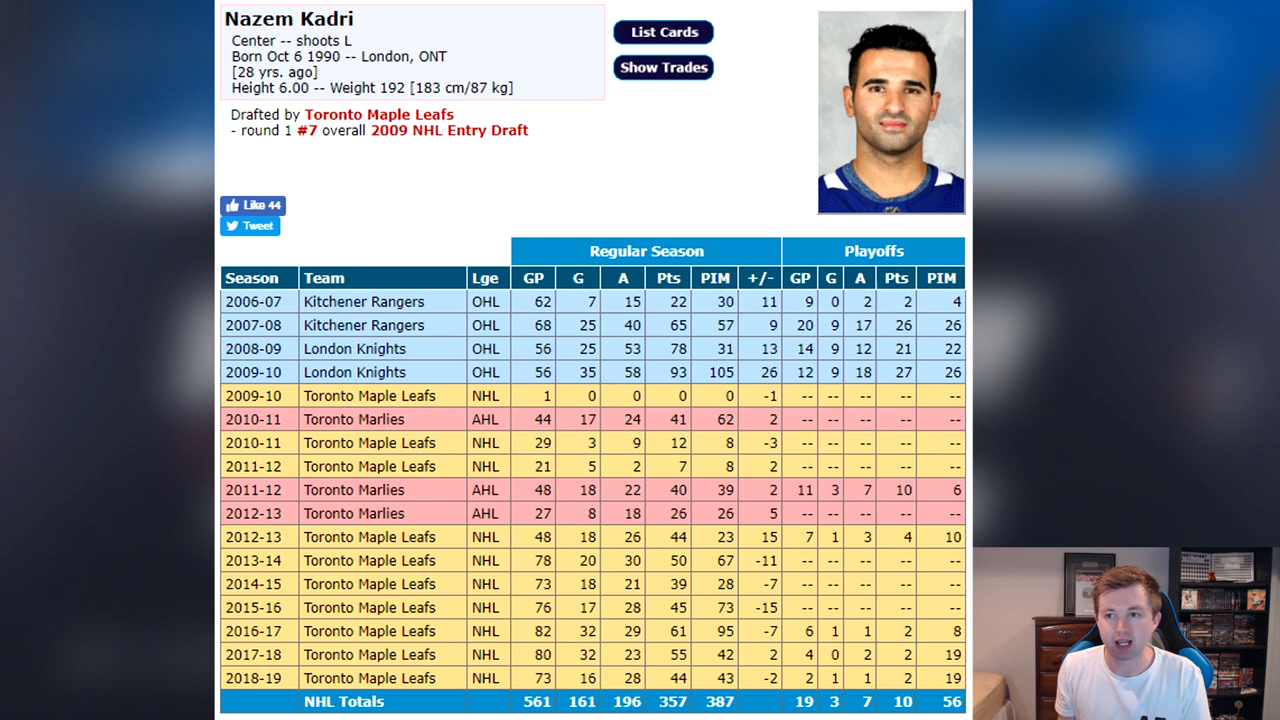 Nazem Kadri
Center -- shoots L
Born Oct 6 1990 -- London, ONT
[28 yrs. ago]
Height 6.00 -- Weight 192 [183 cm/87 kg]
List Cards
Show Trades
Drafted by Toronto Maple Leafs
- round 1 #7 overall 2009 NHL Entry Draft
Like 44
Tweet
Regular Season Playoffs
Season Team Lge GP G A Pts PIM +/- GP G A Pts PIM
2006-07 Kitchener Rangers OHL 62 7 15 22 30 11 9 0 2 2 4
2007-08 Kitchener Rangers OHL 68 25 40 65 57 9 20 9 17 26 26
2008-09 London Knights OHL 56 25 53 78 31 13 14 9 12 21 22
2009-10 London Knights OHL 56 35 58 93 105 26 12 9 18 27 26
2009-10 Toronto Maple Leafs NHL 1 0 0 0 0 -1 -- -- -- -- --
2010-11 Toronto Marlies AHL 44 17 24 41 62 2 -- -- -- -- --
2010-11 Toronto Maple Leafs NHL 29 3 9 12 8 -3 -- -- -- -- --
2011-12 Toronto Maple Leafs NHL 21 5 2 7 8 2 -- -- -- -- --
2011-12 Toronto Marlies AHL 48 18 22 40 39 2 11 3 7 10 6
2012-13 Toronto Marlies AHL 27 8 18 26 26 5 -- -- -- -- --
2012-13 Toronto Maple Leafs NHL 48 18 26 44 23 15 7 1 3 4 10
2013-14 Toronto Maple Leafs NHL 78 20 30 50 67 -11 -- -- -- -- --
2014-15 Toronto Maple Leafs NHL 73 18 21 39 28 -7 -- -- -- -- --
2015-16 Toronto Maple Leafs NHL 76 17 28 45 73 -15 -- -- -- -- --
2016-17 Toronto Maple Leafs NHL 82 32 29 61 95 -7 6 1 1 2 8
2017-18 Toronto Maple Leafs NHL 80 32 23 55 42 2 4 0 2 2 19
2018-19 Toronto Maple Leafs NHL 73 16 28 44 43 -2 2 1 1 2 19
NHL Totals 561 161 196 357 387 19 3 7 10 56